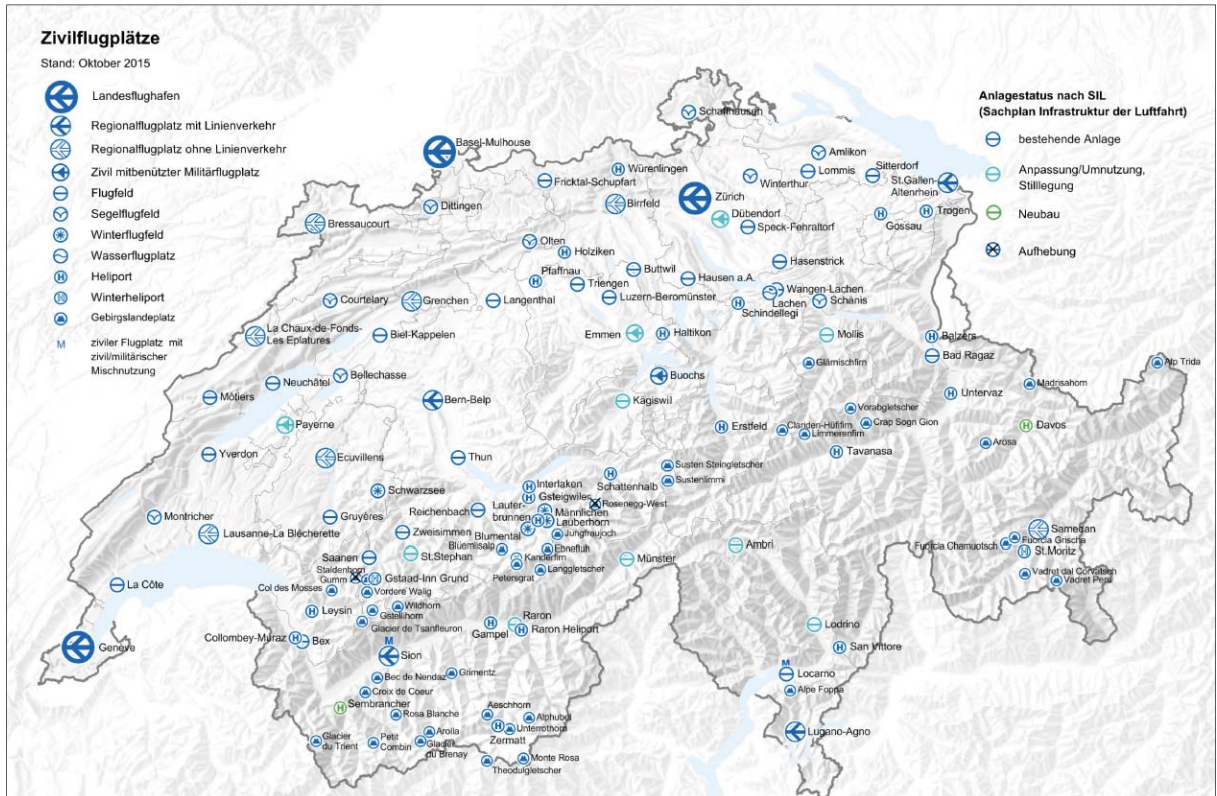 Zivilflugplätze
Stand: Oktober 2015
Landesflughafen
Regionalflugplatz mit Linienverkehr
Regionalflugplatz ohne Linienverkehr
Zivil mitbenützter Militärflugplatz
Flugfeld
Segelflugfeld
Winterflugfeld
Wasserflugplatz
Heliport
Winterheliport
Gebirgslandeplatz
M
ziviler Flugplatz mit
zivil/militärischer
Mischnutzung
Anlagestatus nach SIL
(Sachplan Infrastruktur der Luftfahrt)
bestehende Anlage
Anpassung/Umnutzung,
Stilllegung
Neubau
Aufhebung
Schaffhausen
Basel-Mulhouse
Amlikon
Würenlingen
Lommis
Sitterdorf
Fricktal-Schupfart
Winterthur
St.Gallen-
Altenrhein
Zürich
Dittingen
Birrfeld
Dübendorf
Trogen
Gossau
Bressaucourt
Speck-Fehraltorf
Olten
Holziken
Hasenstrick
Pfaffnau
Buttwil
Hausen a.A.
Triengen
Wangen-Lachen
Lachen
Schänis
Courtelary
Grenchen
Langenthal
Luzern-Beromünster
Schindellegi
La Chaux-de-Fonds-
Les Eplatures
Biel-Kappelen
Emmen
Haltikon
Mollis
Balzers
Bad Ragaz
Glärnischfirn
Alp Trida
Bellechasse
Buochs
Neuchâtel
Madrisahorn
Môtiers
Bern-Belp
Kägiswil
Untervaz
Vorabgletscher
Payerne
Erstfeld
Clariden-Hüfifirn
Crap Sogn Gion
Davos
Limmerenfirn
Arosa
Tavanasa
Yverdon
Ecuvillens
Thun
Susten Steingletscher
Schattenhalb
Sustenlimmi
Interlaken
Schwarzsee
Gsteigwiler
Rosenegg-West
Reichenbach
Lauter-
brunnen
Männlichen
Lauberhorn
Montricher
Gruyères
Lausanne-La Blécherette
Zweisimmen
Blumental
Jungfraujoch
Samedan
Fuorcla Grischa
Fuorcla Chamuotsch
St.Moritz
Blüemlisalp
Ebnefluh
Ambri
Saanen
St.Stephan
Kanderfirn
Münster
Staldenhorn
Gumm
Gstaad-Inn Grund
Petersgrat
Langgletscher
Vadret dal Corvatsch
Vadret Pers
La Côte
Col des Mosses
Vordere Walig
Wildhorn
Leysin
Gstellihorn
Glacier de Tsanfleuron
Raron
Gampel
Raron Heliport
Lodrino
Collombey-Muraz
Bex
M
Genève
Sion
San Vittore
M
Locarno
Bec de Nendaz
Grimentz
Croix de Coeur
Alpe Foppa
Sembrancher
Rosa Blanche
Aeschhorn
Alphubel
Unterrothorn
Zermatt
Lugano-Agno
Arolla
Glacier
du Trient
Petit
Combin
Glacier
du Brenay
Monte Rosa
Theodulgletscher